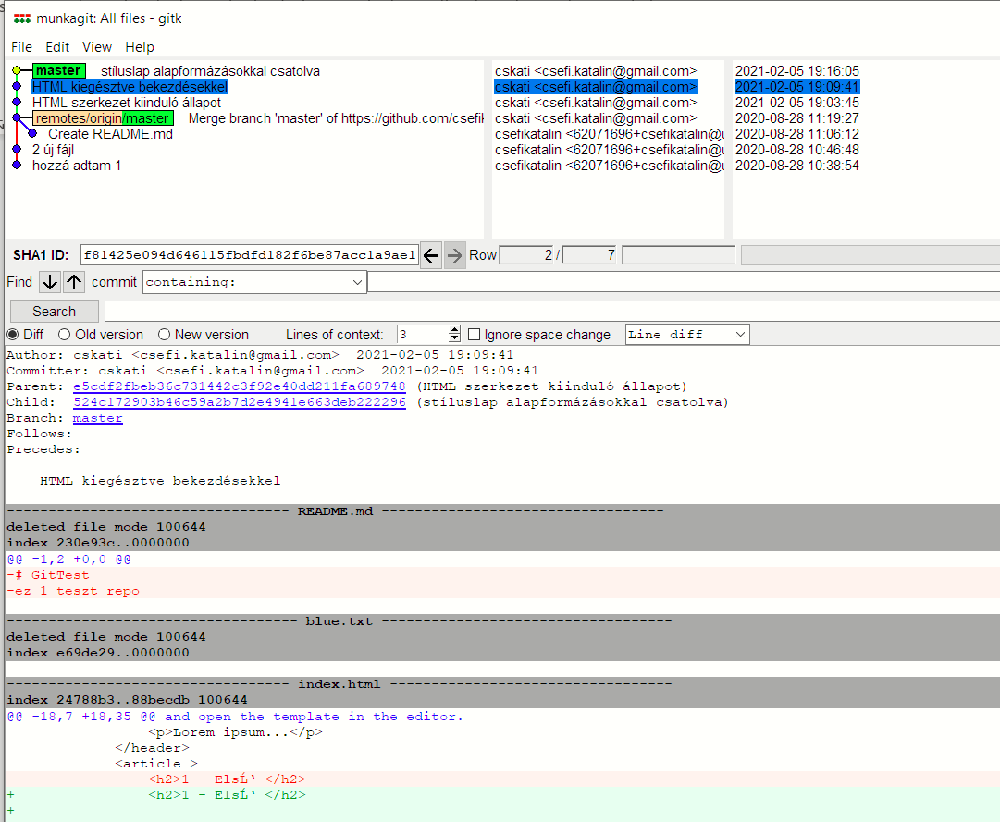 munkagit: All files - gitk
File Edit View Help
master stíluslap alapformázásokkal csatolva cskati <csefi.katalin@gmail.com> 2021-02-05 19:16:05
HTML kiegésztve bekezdésekkel cskati <csefi.katalin@gmail.com> 2021-02-05 19:09:41
HTML szerkezet kiinduló állapot cskati <csefi.katalin@gmail.com> 2021-02-05 19:03:45
remotes/origin/master Merge branch 'master' of https://github.com/csefik cskati <csefi.katalin@gmail.com> 2020-08-28 11:19:27
Create README.md csefikatalin <62071696+csefikatalin@u 2020-08-28 11:06:12
2 új fájl csefikatalin <62071696+csefikatalin@u 2020-08-28 10:46:48
hozzá adtam 1 csefikatalin <62071696+csefikatalin@u 2020-08-28 10:38:54
SHA1 ID: f81425e094d646115fbdfd182f6be87acc1a9ae1 Row 2 / 7
Find commit containing:
Search
Diff Old version New version Lines of context: 3 Ignore space change Line diff
Author: cskati <csefi.katalin@gmail.com> 2021-02-05 19:09:41
Committer: cskati <csefi.katalin@gmail.com> 2021-02-05 19:09:41
Parent: e5cdf2fbeb36c731442c3f92e40dd211fa689748 (HTML szerkezet kiinduló állapot)
Child: 524c172903b46c59a2b7d2e4941e663deb222296 (stíluslap alapformázásokkal csatolva)
Branch: master
Follows:
Precedes:
HTML kiegésztve bekezdésekkel
---------------------------------- README.md ----------------------------------
deleted file mode 100644
index 230e93c..0000000
@@ -1,2 +0,0 @@
-# GitTest
-ez 1 teszt repo
----------------------------------- blue.txt -----------------------------------
deleted file mode 100644
index e69de29..0000000
---------------------------------- index.html ----------------------------------
index 24788b3..88becdb 100644
@@ -18,7 +18,35 @@ and open the template in the editor.
<p>Lorem ipsum...</p>
</header>
<article >
- <h2>1 - ElsĹ‘ </h2>
+ <h2>1 - ElsĹ‘ </h2>
+